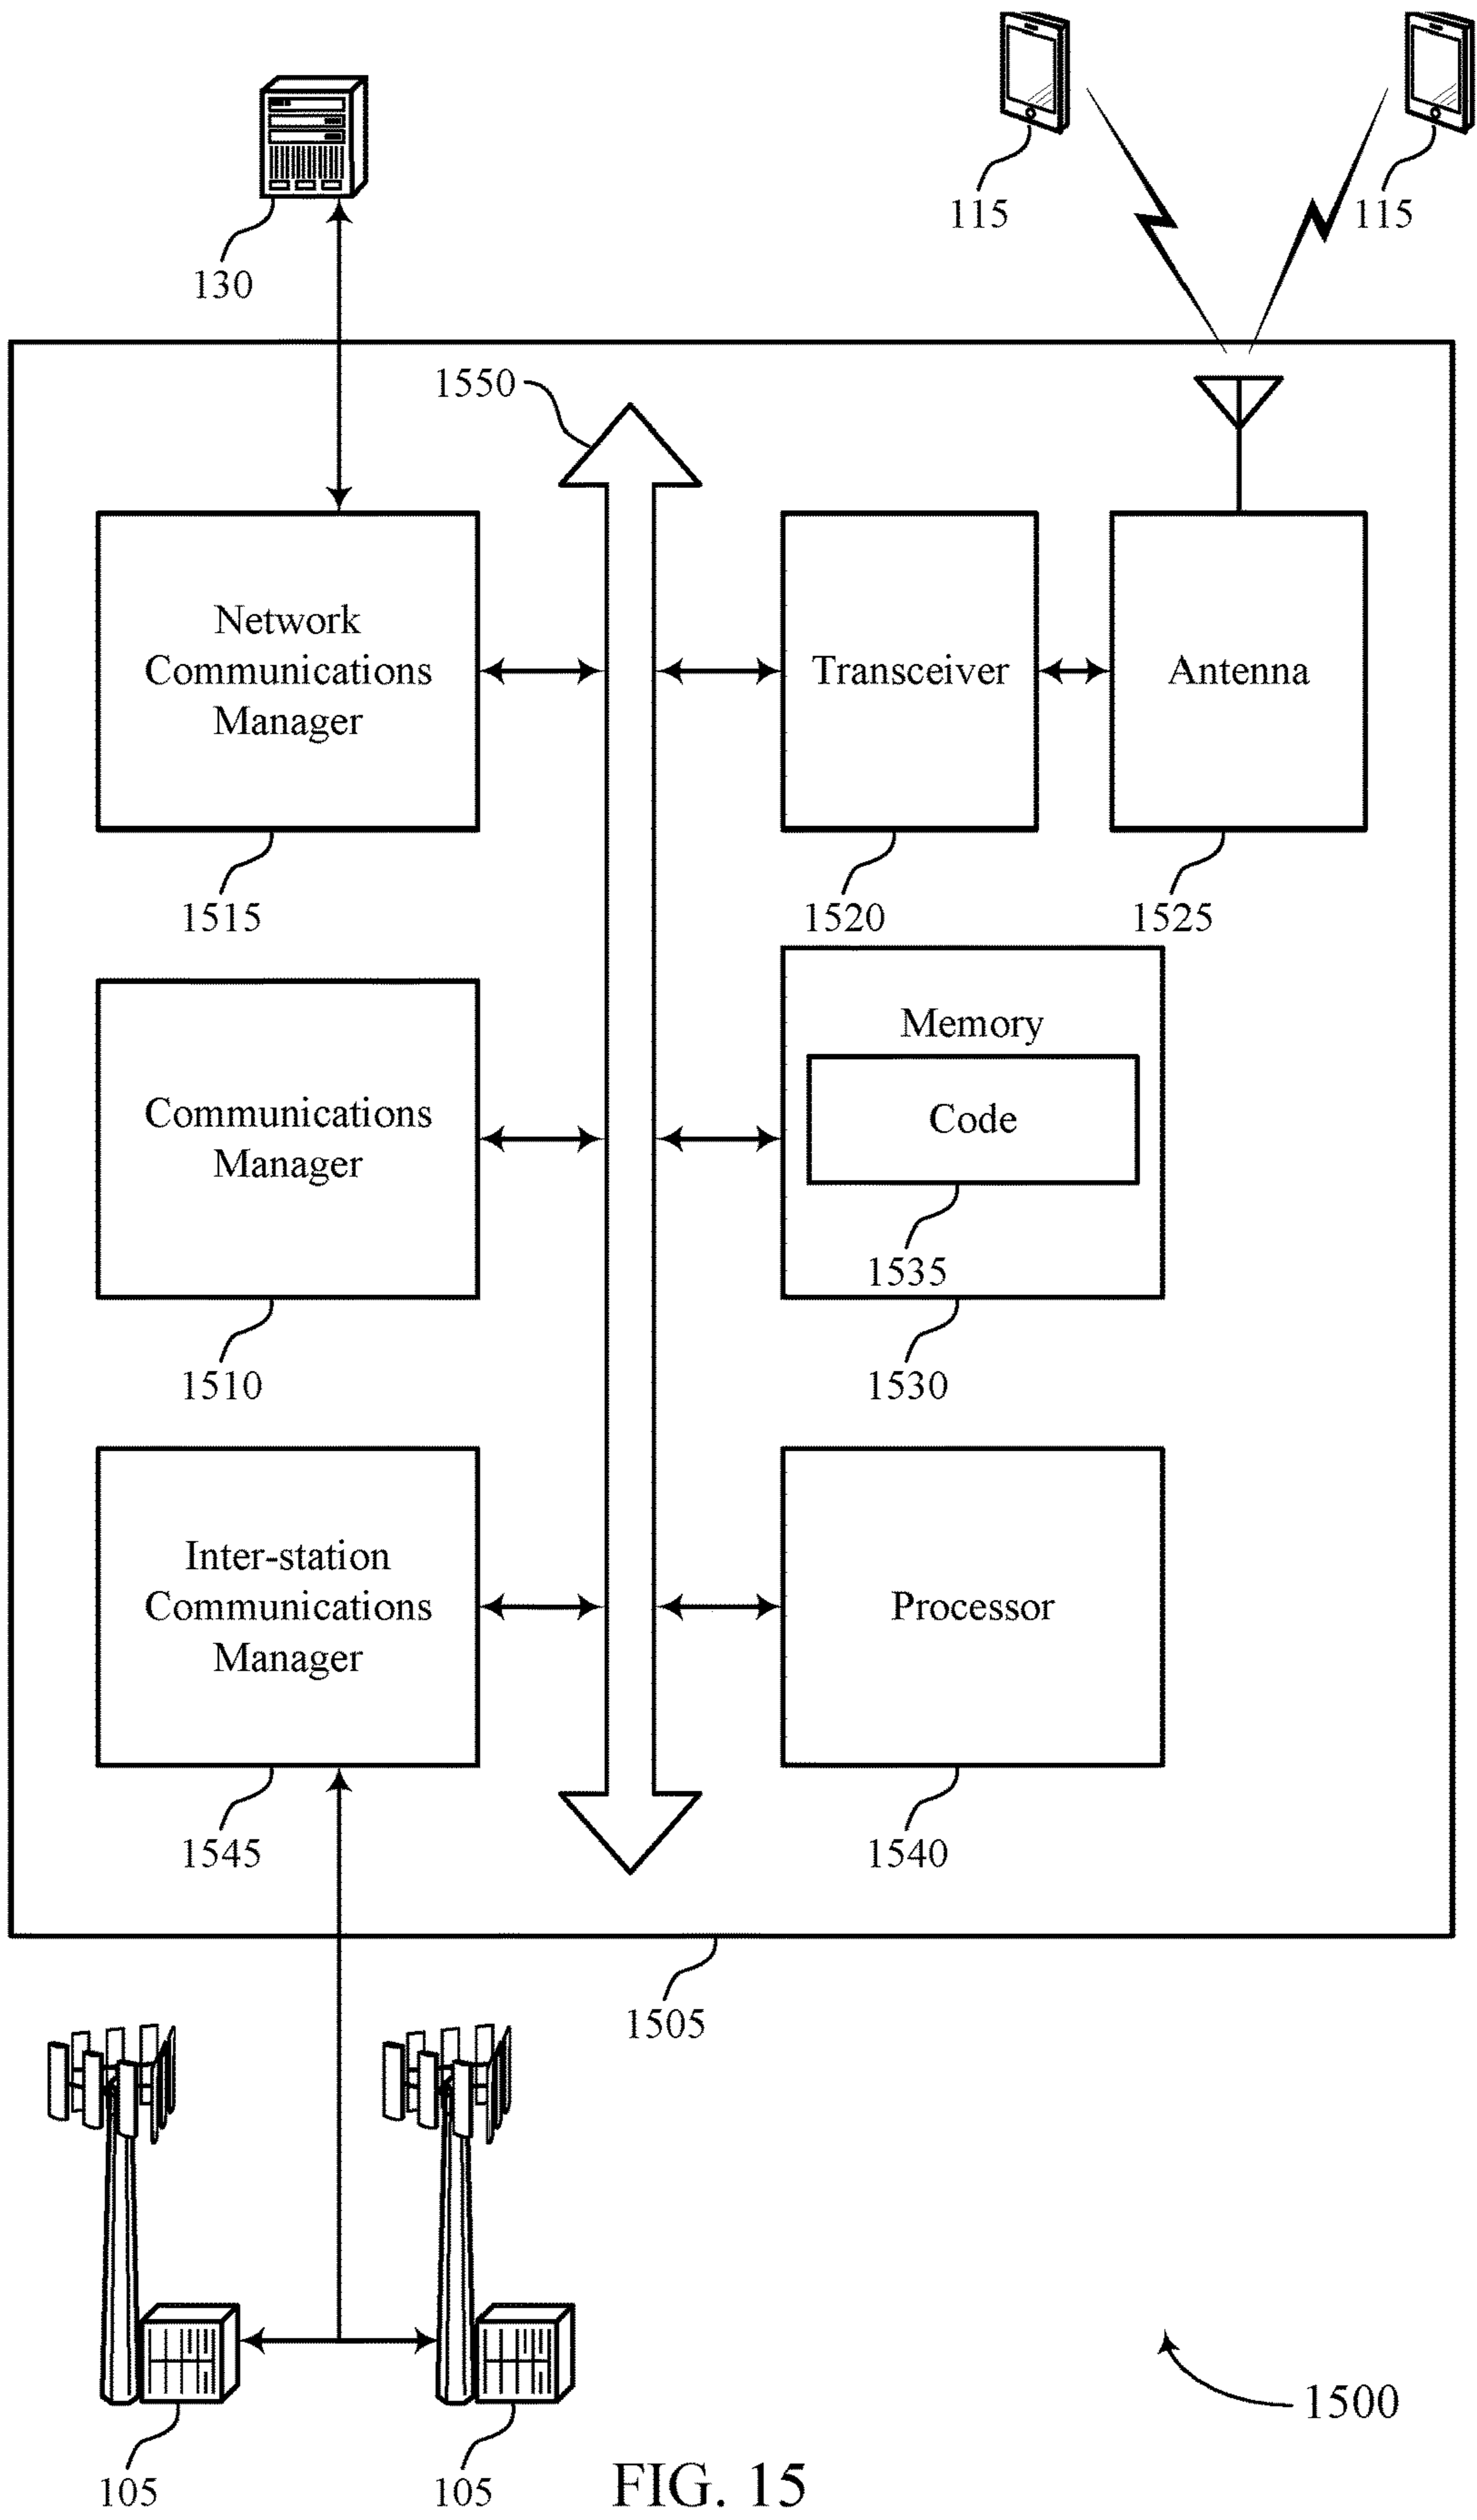 115
115
130
1550
Network
Communications
Manager
Transceiver
Antenna
1515
1520
1525
Memory
Code
Communications
Manager
1535
1510
1530
Inter-station
Communications
Manager
Processor
1545
1540
1505
1500
105
105
FIG. 15